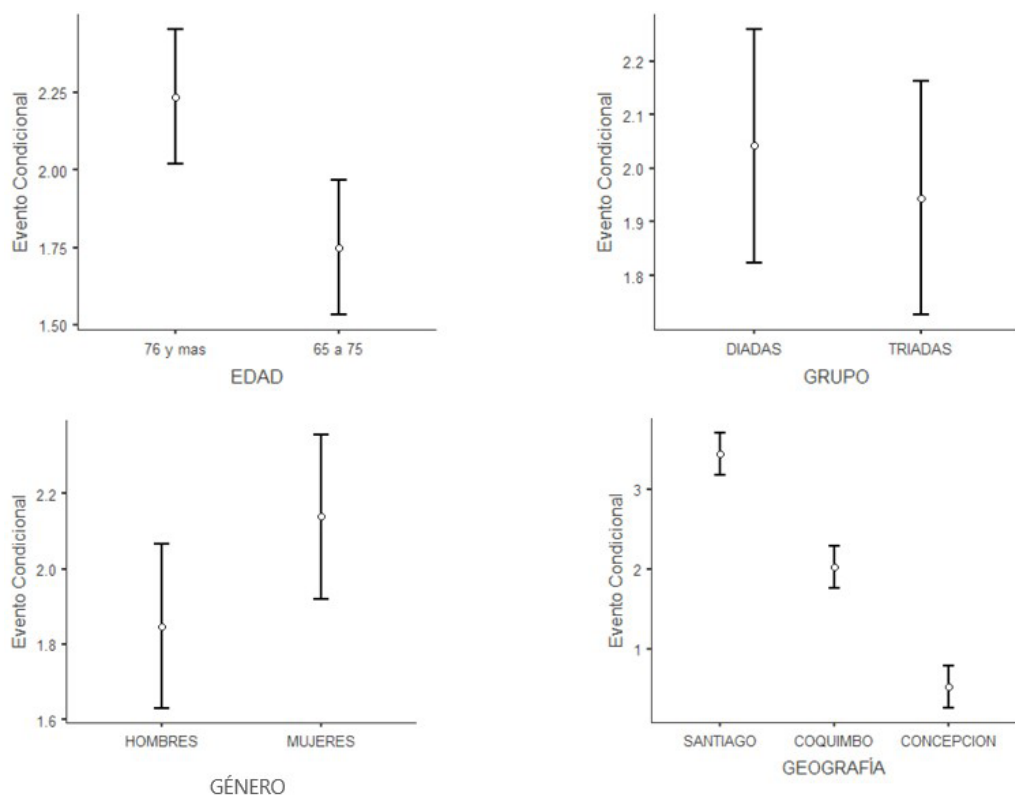 Evento Condicional
2.25
2.00
1.75
1.50
76 y mas 65 a 75
EDAD
Evento Condicional
2.2
2.1
2.0
1.9
1.8
DIADAS TRIADAS
GRUPO
Evento Condicional
2.2
2.0
1.8
1.6
HOMBRES MUJERES
GÉNERO
Evento Condicional
3
2
1
SANTIAGO COQUIMBO CONCEPCION
GEOGRAFÌA